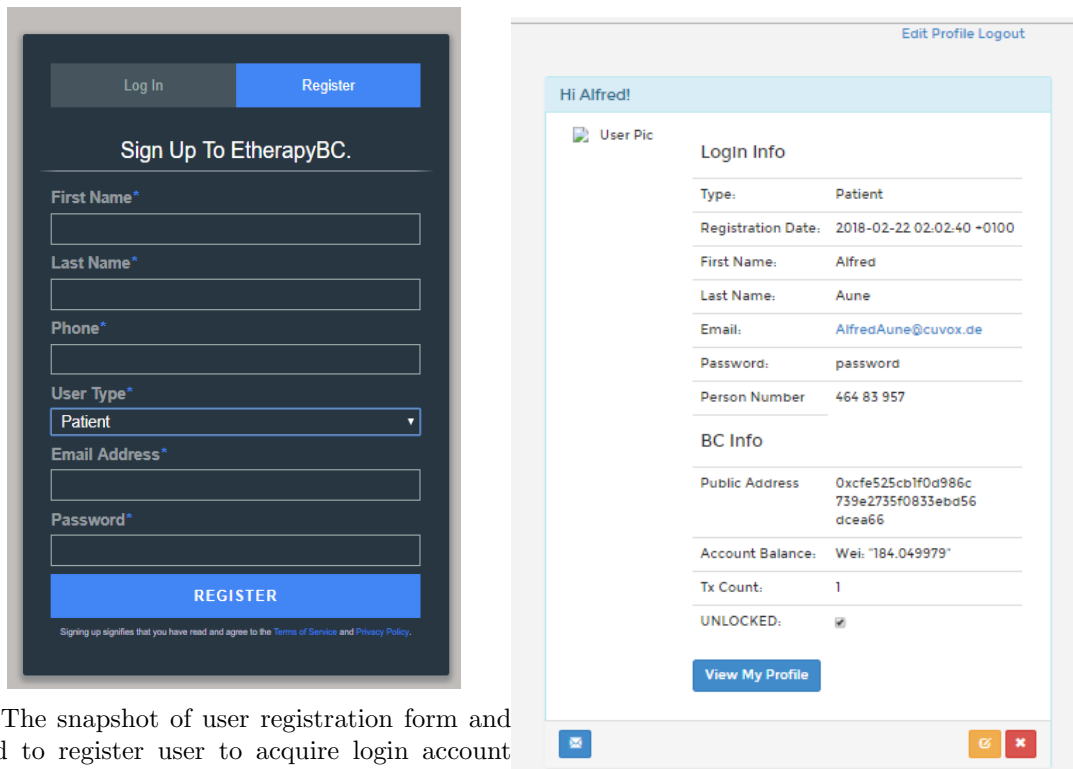 Log In
Register
Sign Up To EtherapyBC.
First Name*
Last Name*
Phone*
User Type*
Patient
Email Address*
Password*
REGISTER
Signing up signifies that you have read and agree to the Terms of Service and Privacy Policy.
The snapshot of user registration form and
d to register user to acquire login account
Edit Profile Logout
Hi Alfred!
User Pic
Login Info
Type: Patient
Registration Date: 2018-02-22 02:02:40 +0100
First Name: Alfred
Last Name: Aune
Email: AlfredAune@cuvox.de
Password: password
Person Number 464 83 957
BC Info
Public Address 0xcfe525cb1f0d986c
739e2735f0833ebd56
dcea66
Account Balance: Wei: "184.049979"
Tx Count: 1
UNLOCKED:
View My Profile